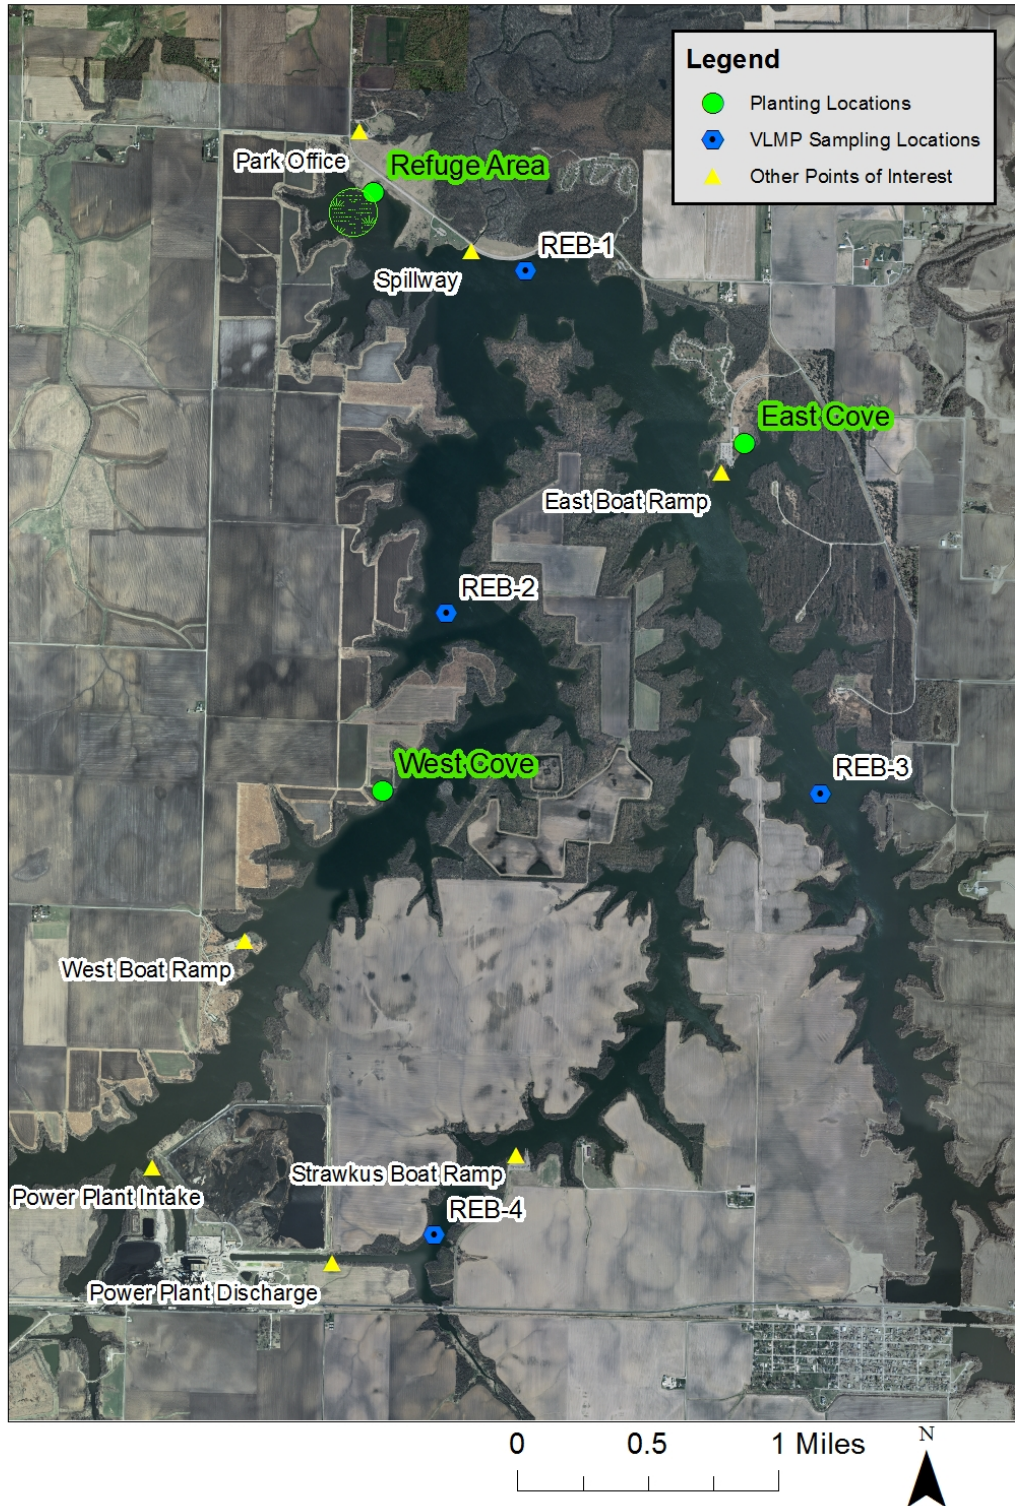 Legend
Planting Locations
VLMP Sampling Locations
Other Points of Interest
Park Office
Refuge Area
REB-1
Spillway
East Cove
East Boat Ramp
REB-2
West Cove
REB-3
West Boat Ramp
Strawkus Boat Ramp
Power Plant Intake
REB-4
Power Plant Discharge
N
0 0.5 1 Miles